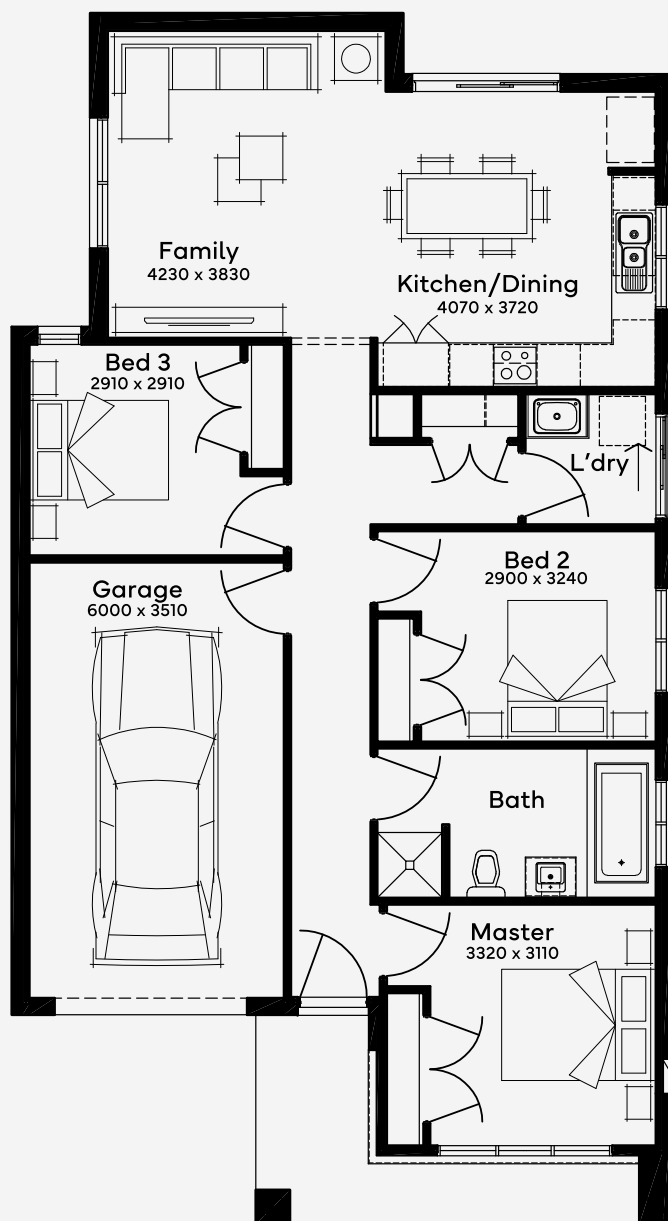 Family
4230 x 3830
Kitchen/Dining
4070 x 3720
Bed 3
2910 x 2910
L'dry
Bed 2
2900 x 3240
Garage
6000 x 3510
Bath
Master
3320 x 3110